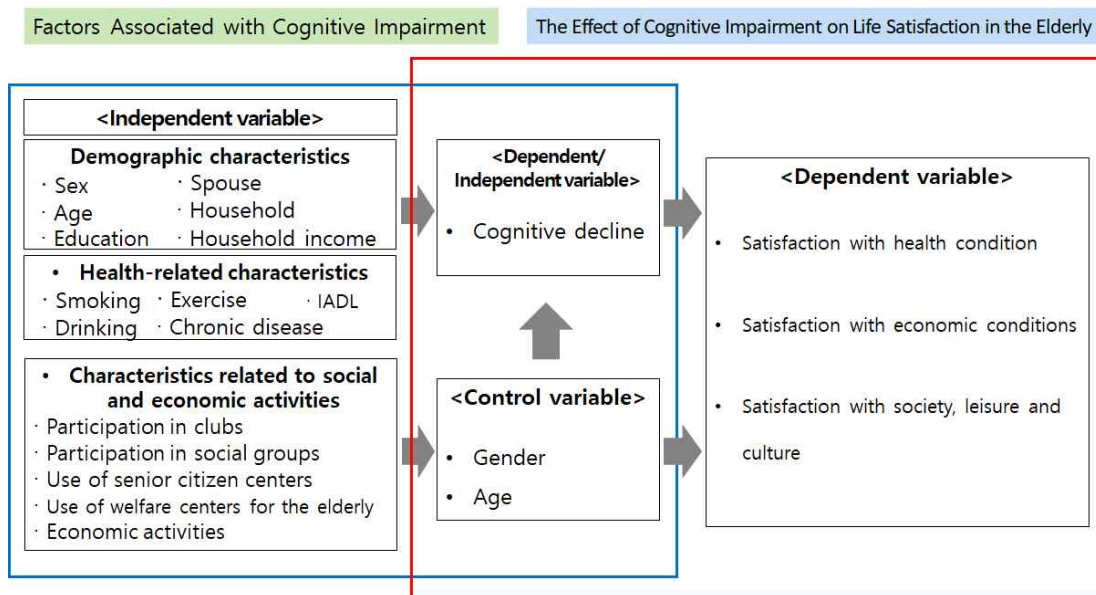 Factors Associated with Cognitive Impairment
The Effect of Cognitive Impairment on Life Satisfaction in the Elderly
<Independent variable>
Demographic characteristics
· Sex · Spouse
· Age · Household
· Education · Household income
• Health-related characteristics
· Smoking · Exercise · IADL
· Drinking · Chronic disease
• Characteristics related to social
and economic activities
· Participation in clubs
· Participation in social groups
· Use of senior citizen centers
· Use of welfare centers for the elderly
· Economic activities
<Dependent/
Independent variable>
• Cognitive decline
<Control variable>
• Gender
• Age
<Dependent variable>
• Satisfaction with health condition
• Satisfaction with economic conditions
• Satisfaction with society, leisure and
culture